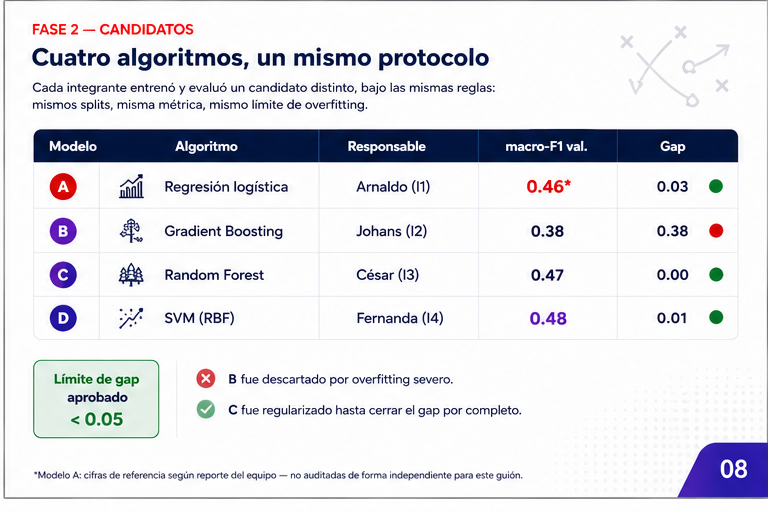 FASE 2 — CANDIDATOS
Cuatro algoritmos, un mismo protocolo
Cada integrante entrenó y evaluó un candidato distinto, bajo las mismas reglas:
mismos splits, misma métrica, mismo límite de overfitting.
Modelo Algoritmo Responsable macro-F1 val. Gap
A Regresión logística Arnaldo (I1) 0.46* 0.03
B Gradient Boosting Johans (I2) 0.38 0.38
C Random Forest César (I3) 0.47 0.00
D SVM (RBF) Fernanda (I4) 0.48 0.01
Límite de gap
aprobado
< 0.05
B fue descartado por overfitting severo.
C fue regularizado hasta cerrar el gap por completo.
*Modelo A: cifras de referencia según reporte del equipo — no auditadas de forma independiente para este guión.
08